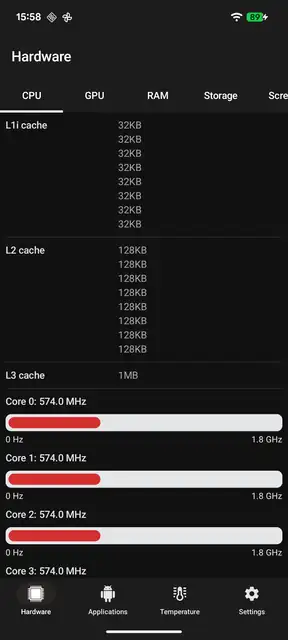 15:58
89
Hardware
CPU GPU RAM Storage Scre
L1i cache 32KB
32KB
32KB
32KB
32KB
32KB
32KB
32KB
L2 cache 128KB
128KB
128KB
128KB
128KB
128KB
128KB
128KB
L3 cache 1MB
Core 0: 574.0 MHz
0 Hz 1.8 GHz
Core 1: 574.0 MHz
0 Hz 1.8 GHz
Core 2: 574.0 MHz
0 Hz 1.8 GHz
Core 3: 574.0 MHz
Hardware Applications Temperature Settings